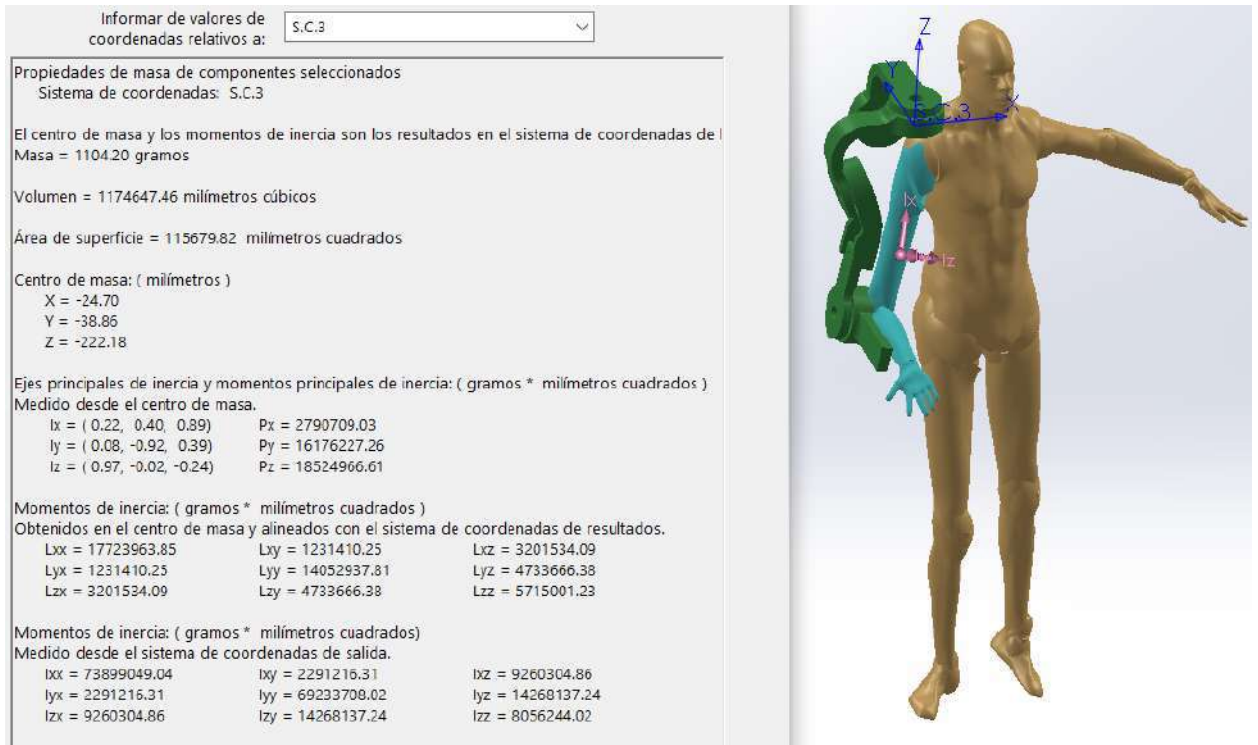 Informar de valores de
coordenadas relativos a:
S.C.3
Propiedades de masa de componentes seleccionados
Sistema de coordenadas: S.C.3
El centro de masa y los momentos de inercia son los resultados en el sistema de coordenadas de l
Masa = 1104.20 gramos
Volumen = 1174647.46 milímetros cúbicos
Área de superficie = 115679.82 milímetros cuadrados
Centro de masa: ( milímetros )
X = -24.70
Y = -38.86
Z = -222.18
Ejes principales de inercia y momentos principales de inercia: ( gramos * milímetros cuadrados )
Medido desde el centro de masa.
Ix = ( 0.22, 0.40, 0.89) Px = 2790709.03
Iy = ( 0.08, -0.92, 0.39) Py = 16176227.26
Iz = ( 0.97, -0.02, -0.24) Pz = 18524966.61
Momentos de inercia: ( gramos * milímetros cuadrados )
Obtenidos en el centro de masa y alineados con el sistema de coordenadas de resultados.
Lxx = 17723963.85 Lxy = 1231410.25 Lxz = 3201534.09
Lyx = 1231410.25 Lyy = 14052937.81 Lyz = 4733666.38
Lzx = 3201534.09 Lzy = 4733666.38 Lzz = 5715001.23
Momentos de inercia: ( gramos * milímetros cuadrados)
Medido desde el sistema de coordenadas de salida.
Ixx = 73899049.04 Ixy = 2291216.31 Ixz = 9260304.86
Iyx = 2291216.31 Iyy = 69233708.02 Iyz = 14268137.24
Izx = 9260304.86 Izy = 14268137.24 Izz = 8056244.02
Z
Y
S.C.3
X
Ix
Iz